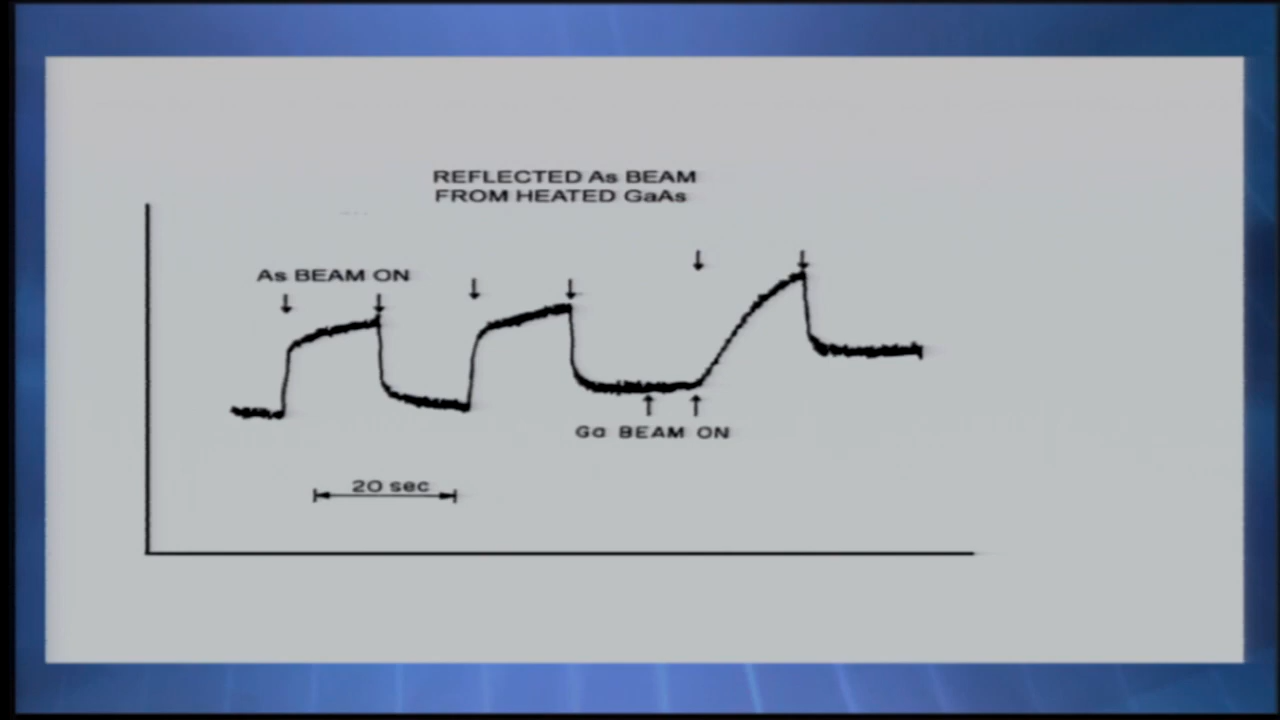 REFLECTED As BEAM
FROM HEATED GaAs
As BEAM ON
Ga BEAM ON
20 sec